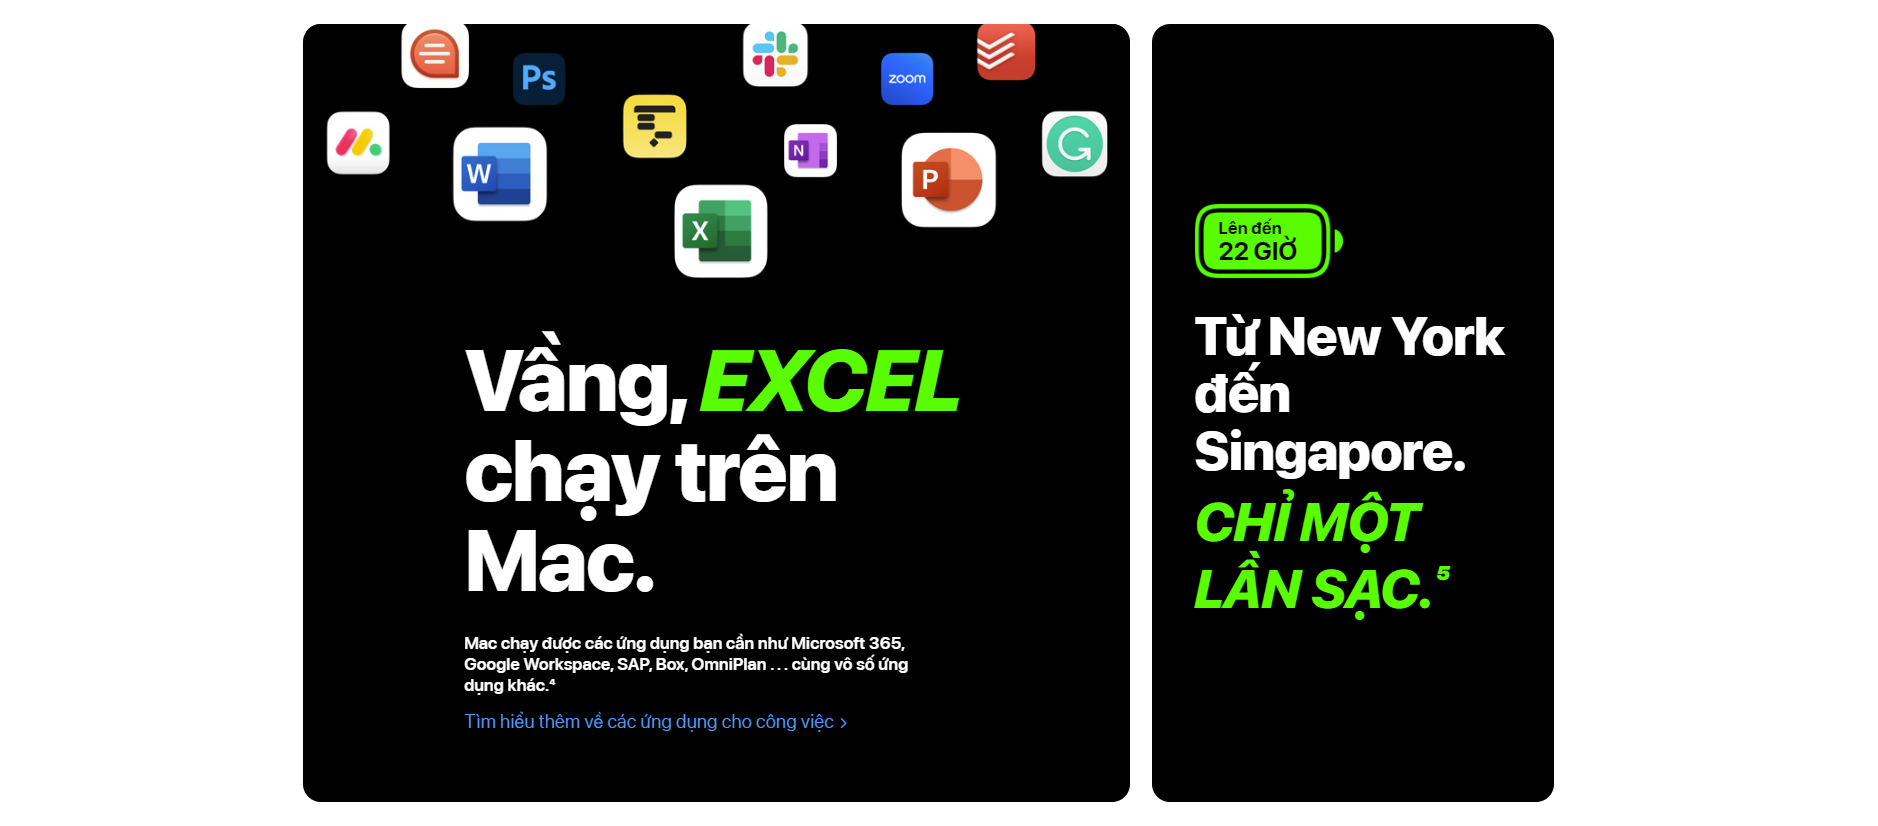 Ps
zoom
W
N
P
X
G
Vầng, EXCEL
chạy trên
Mac.
Mac chạy được các ứng dụng bạn cần như Microsoft 365,
Google Workspace, SAP, Box, OmniPlan . . . cùng vô số ứng
dụng khác.⁴
Tìm hiểu thêm về các ứng dụng cho công việc >
Lên đến
22 GIỜ
Từ New York
đến
Singapore.
CHỈ MỘT
LẦN SẠC.⁵